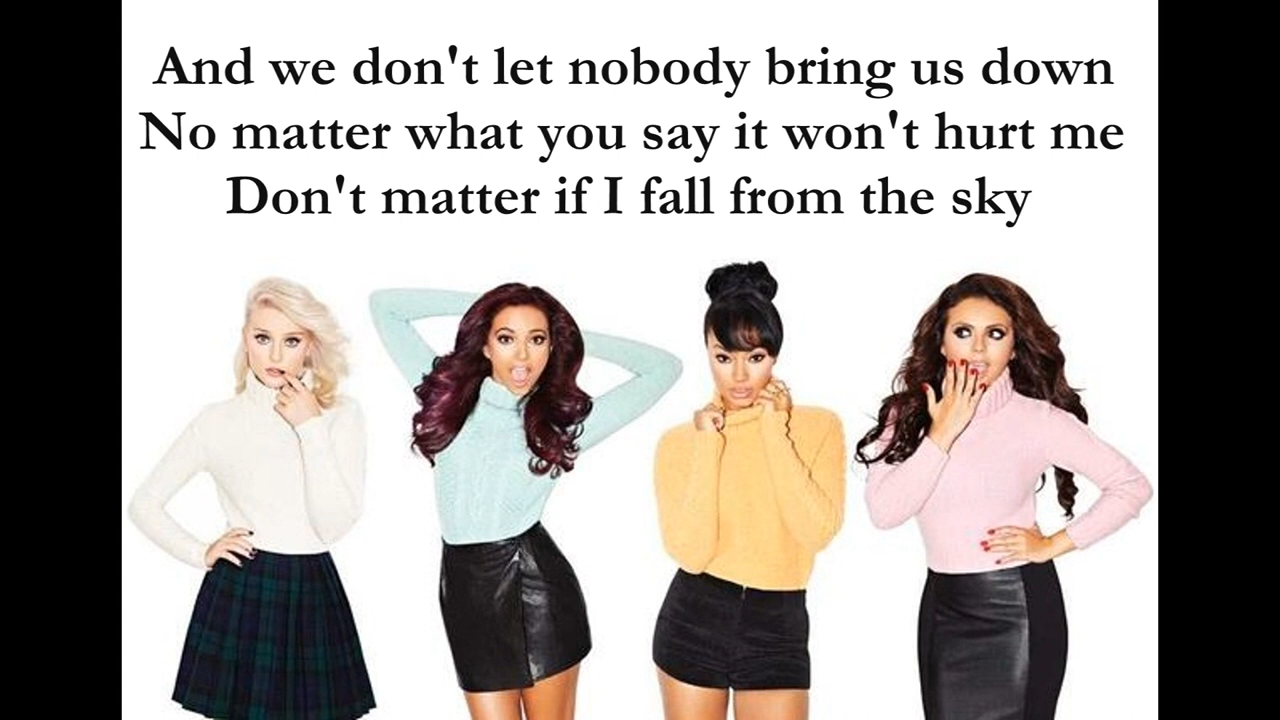 And we don't let nobody bring us down
No matter what you say it won't hurt me
Don't matter if I fall from the sky